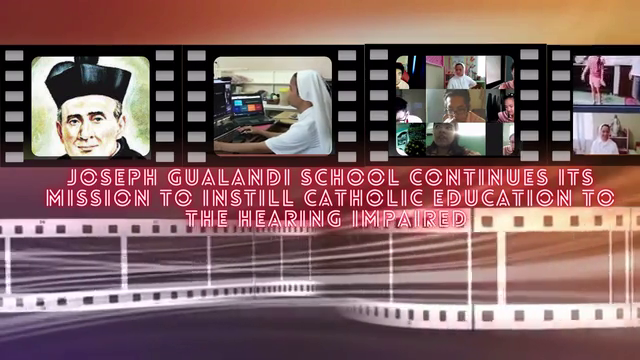 JOSEPH GUALANDI SCHOOL CONTINUES ITS
MISSION TO INSTILL CATHOLIC EDUCATION TO
THE HEARING IMPAIRED